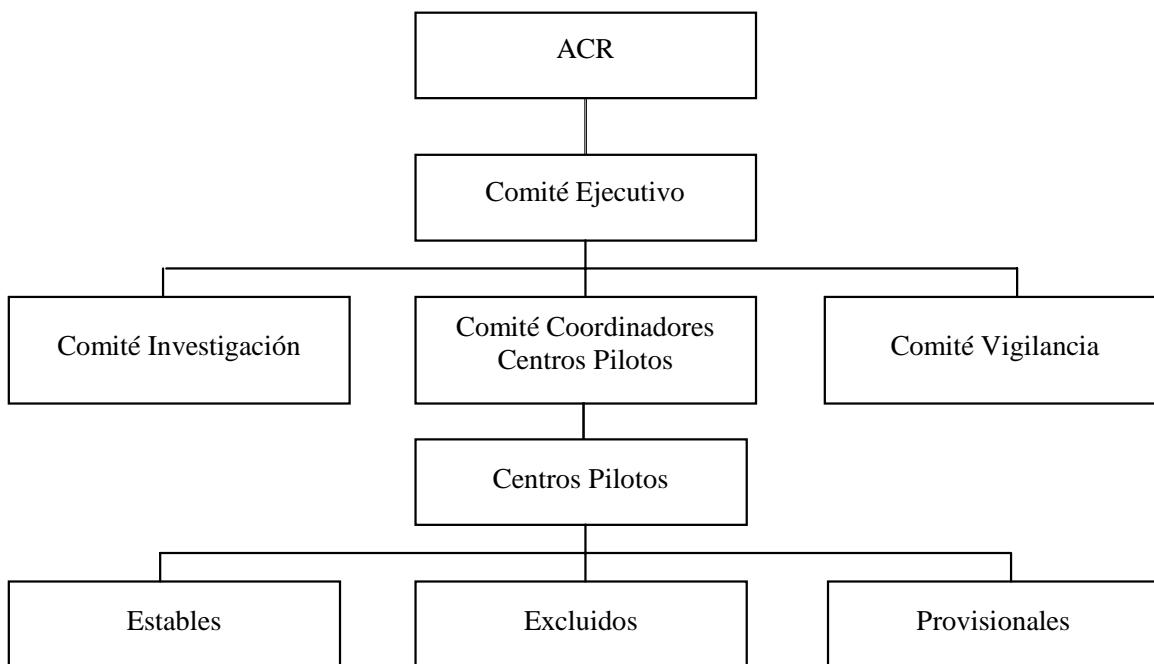 ACR
Comité Ejecutivo
Comité Investigación
Comité Coordinadores
Centros Pilotos
Comité Vigilancia
Centros Pilotos
Estables
Excluidos
Provisionales